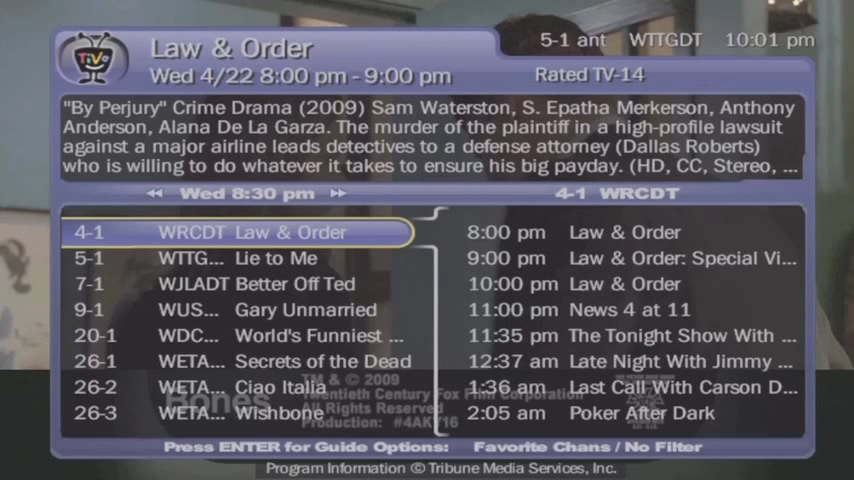 TiVo
Law & Order
5-1 ant WTTGDT 10:01 pm
Wed 4/22 8:00 pm - 9:00 pm
Rated TV-14
"By Perjury" Crime Drama (2009) Sam Waterston, S. Epatha Merkerson, Anthony
Anderson, Alana De La Garza. The murder of the plaintiff in a high-profile lawsuit
against a major airline leads detectives to a defense attorney (Dallas Roberts)
who is willing to do whatever it takes to ensure his big payday. (HD, CC, Stereo, ...
Wed 8:30 pm
4-1 WRCDT
4-1 WRCDT Law & Order
5-1 WTTG... Lie to Me
7-1 WJLADT Better Off Ted
9-1 WUS... Gary Unmarried
20-1 WDC... World's Funniest ...
26-1 WETA... Secrets of the Dead
26-2 WETA... Ciao Italia
26-3 WETA... Wishbone
8:00 pm Law & Order
9:00 pm Law & Order: Special Vi...
10:00 pm Law & Order
11:00 pm News 4 at 11
11:35 pm The Tonight Show With ...
12:37 am Late Night With Jimmy ...
1:36 am Last Call With Carson D...
2:05 am Poker After Dark
Bones
TM & © 2009
Twentieth Century Fox Film Corporation
All Rights Reserved
Press ENTER for Guide Options: Favorite Chans / No Filter
Program Information © Tribune Media Services, Inc.